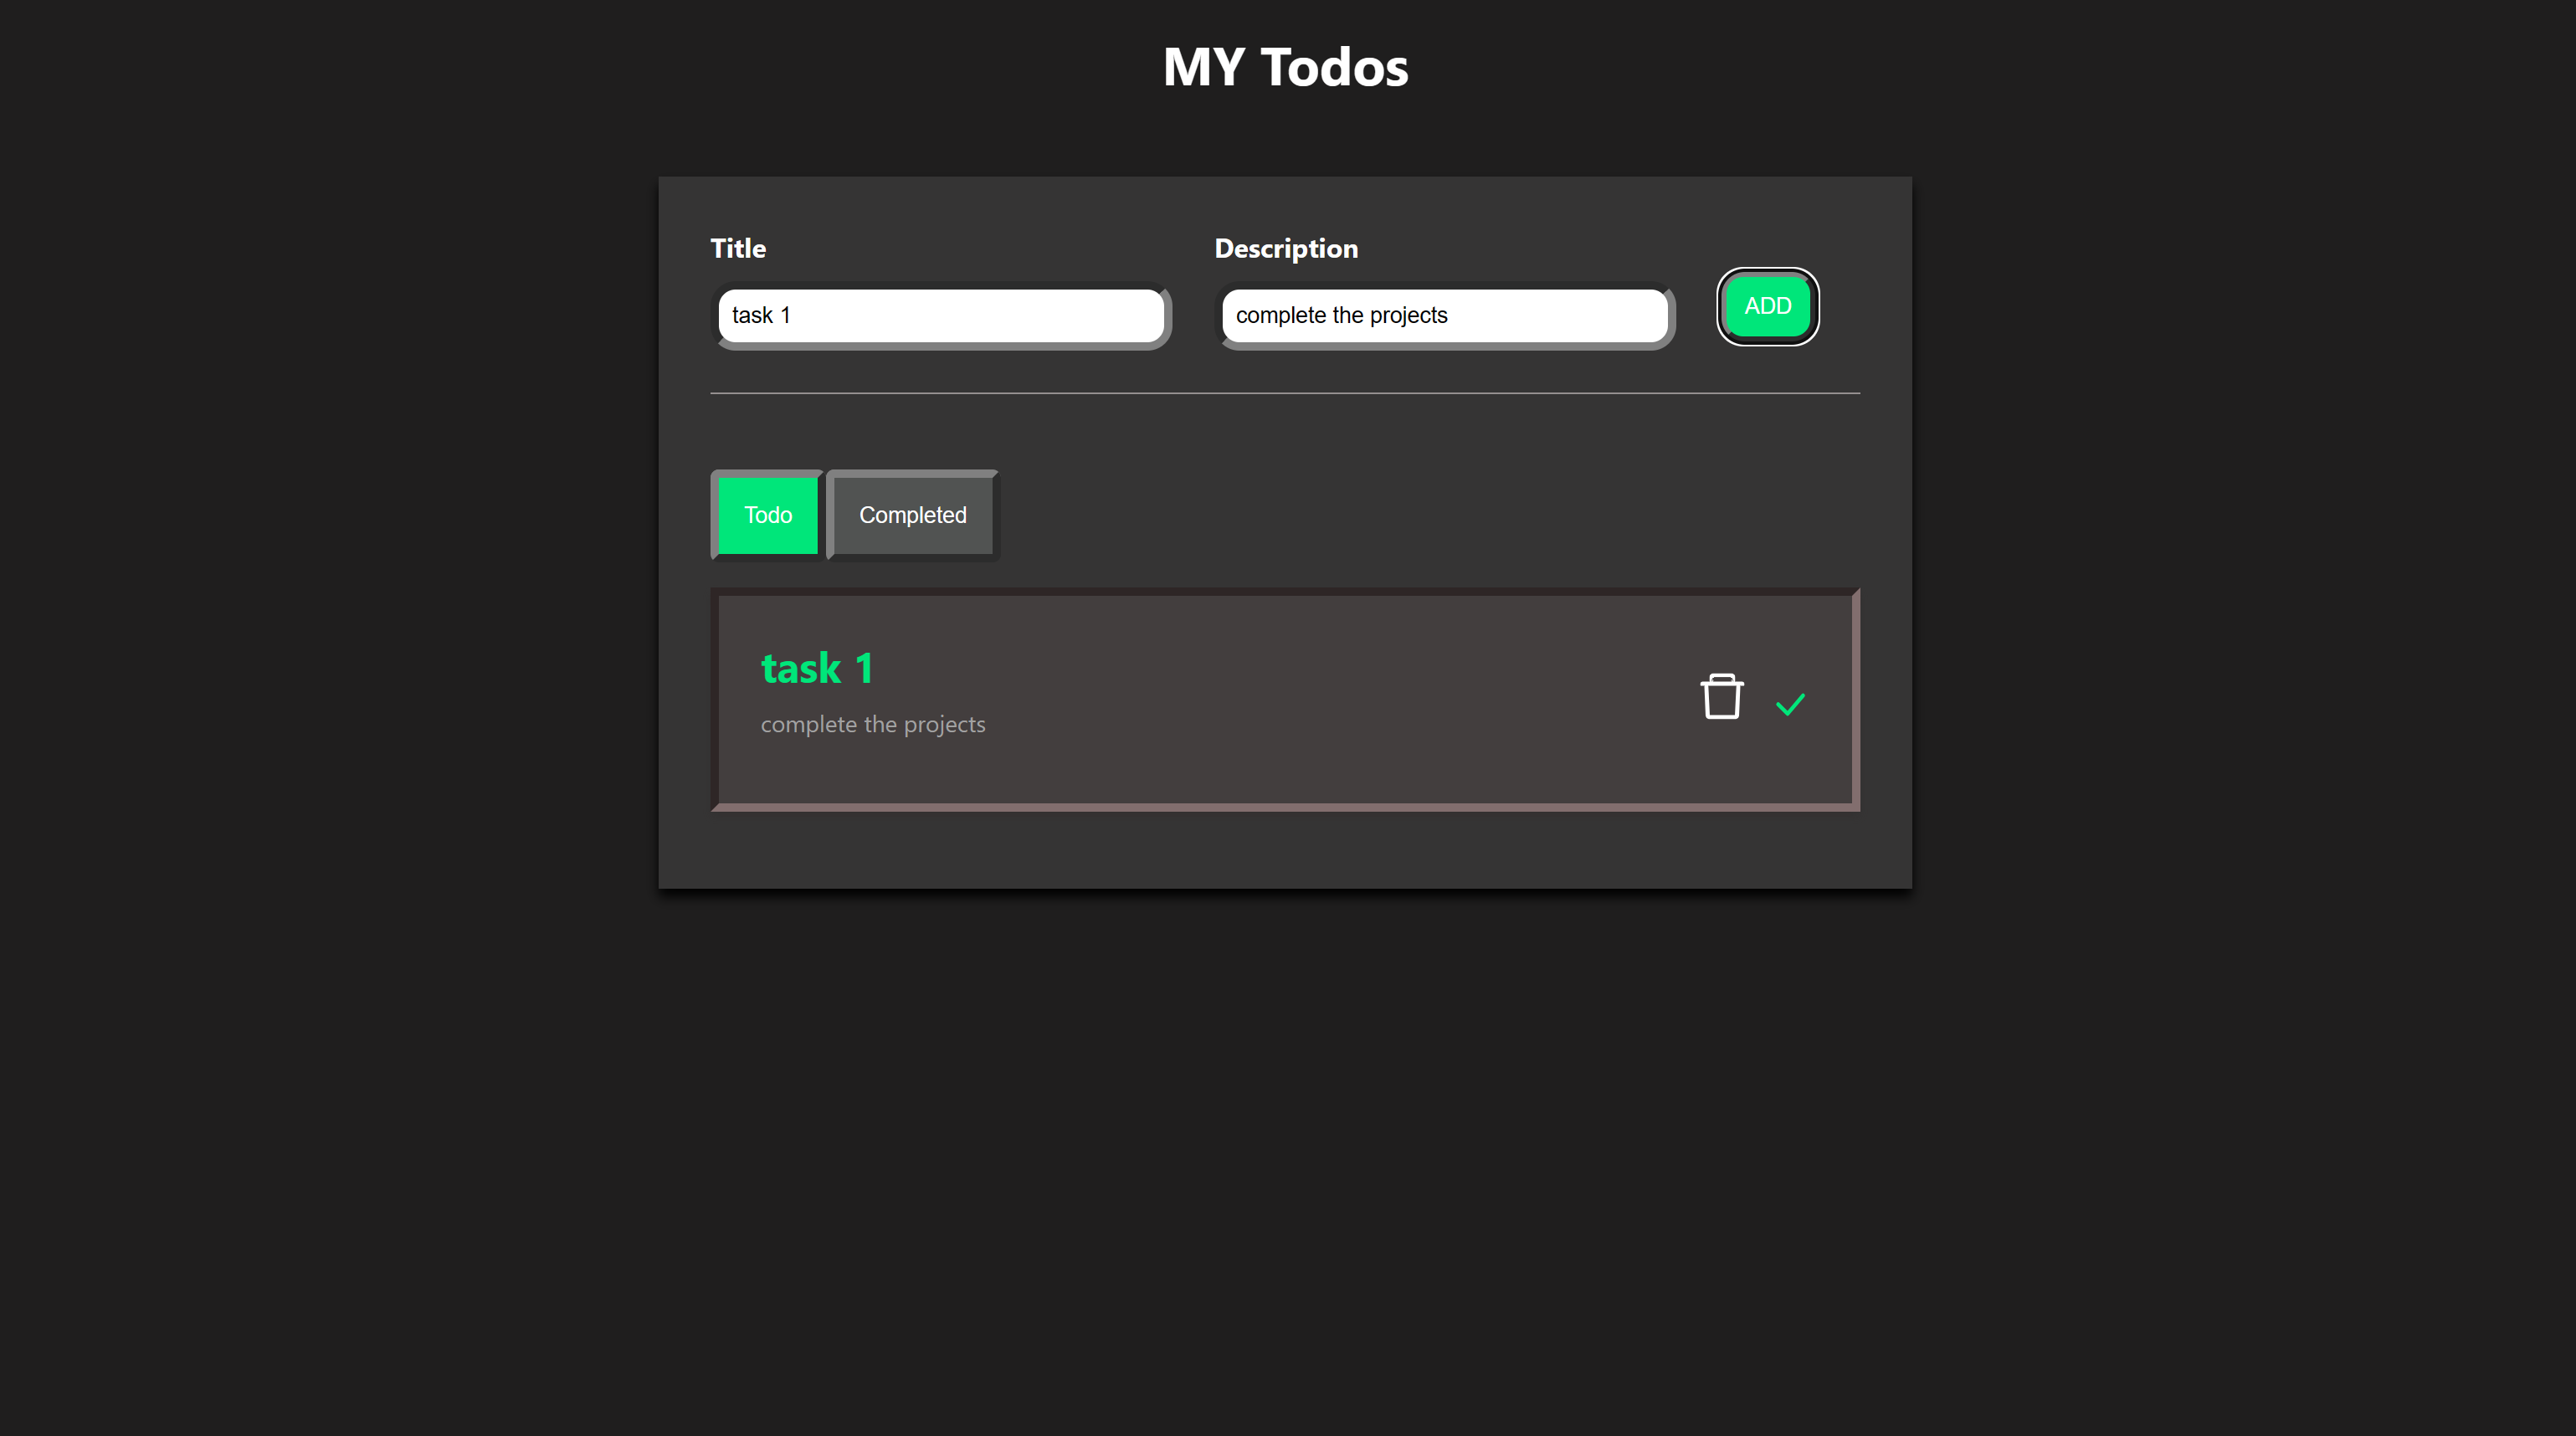 MY Todos
Title
Description
task 1
complete the projects
ADD
Todo
Completed
task 1
complete the projects